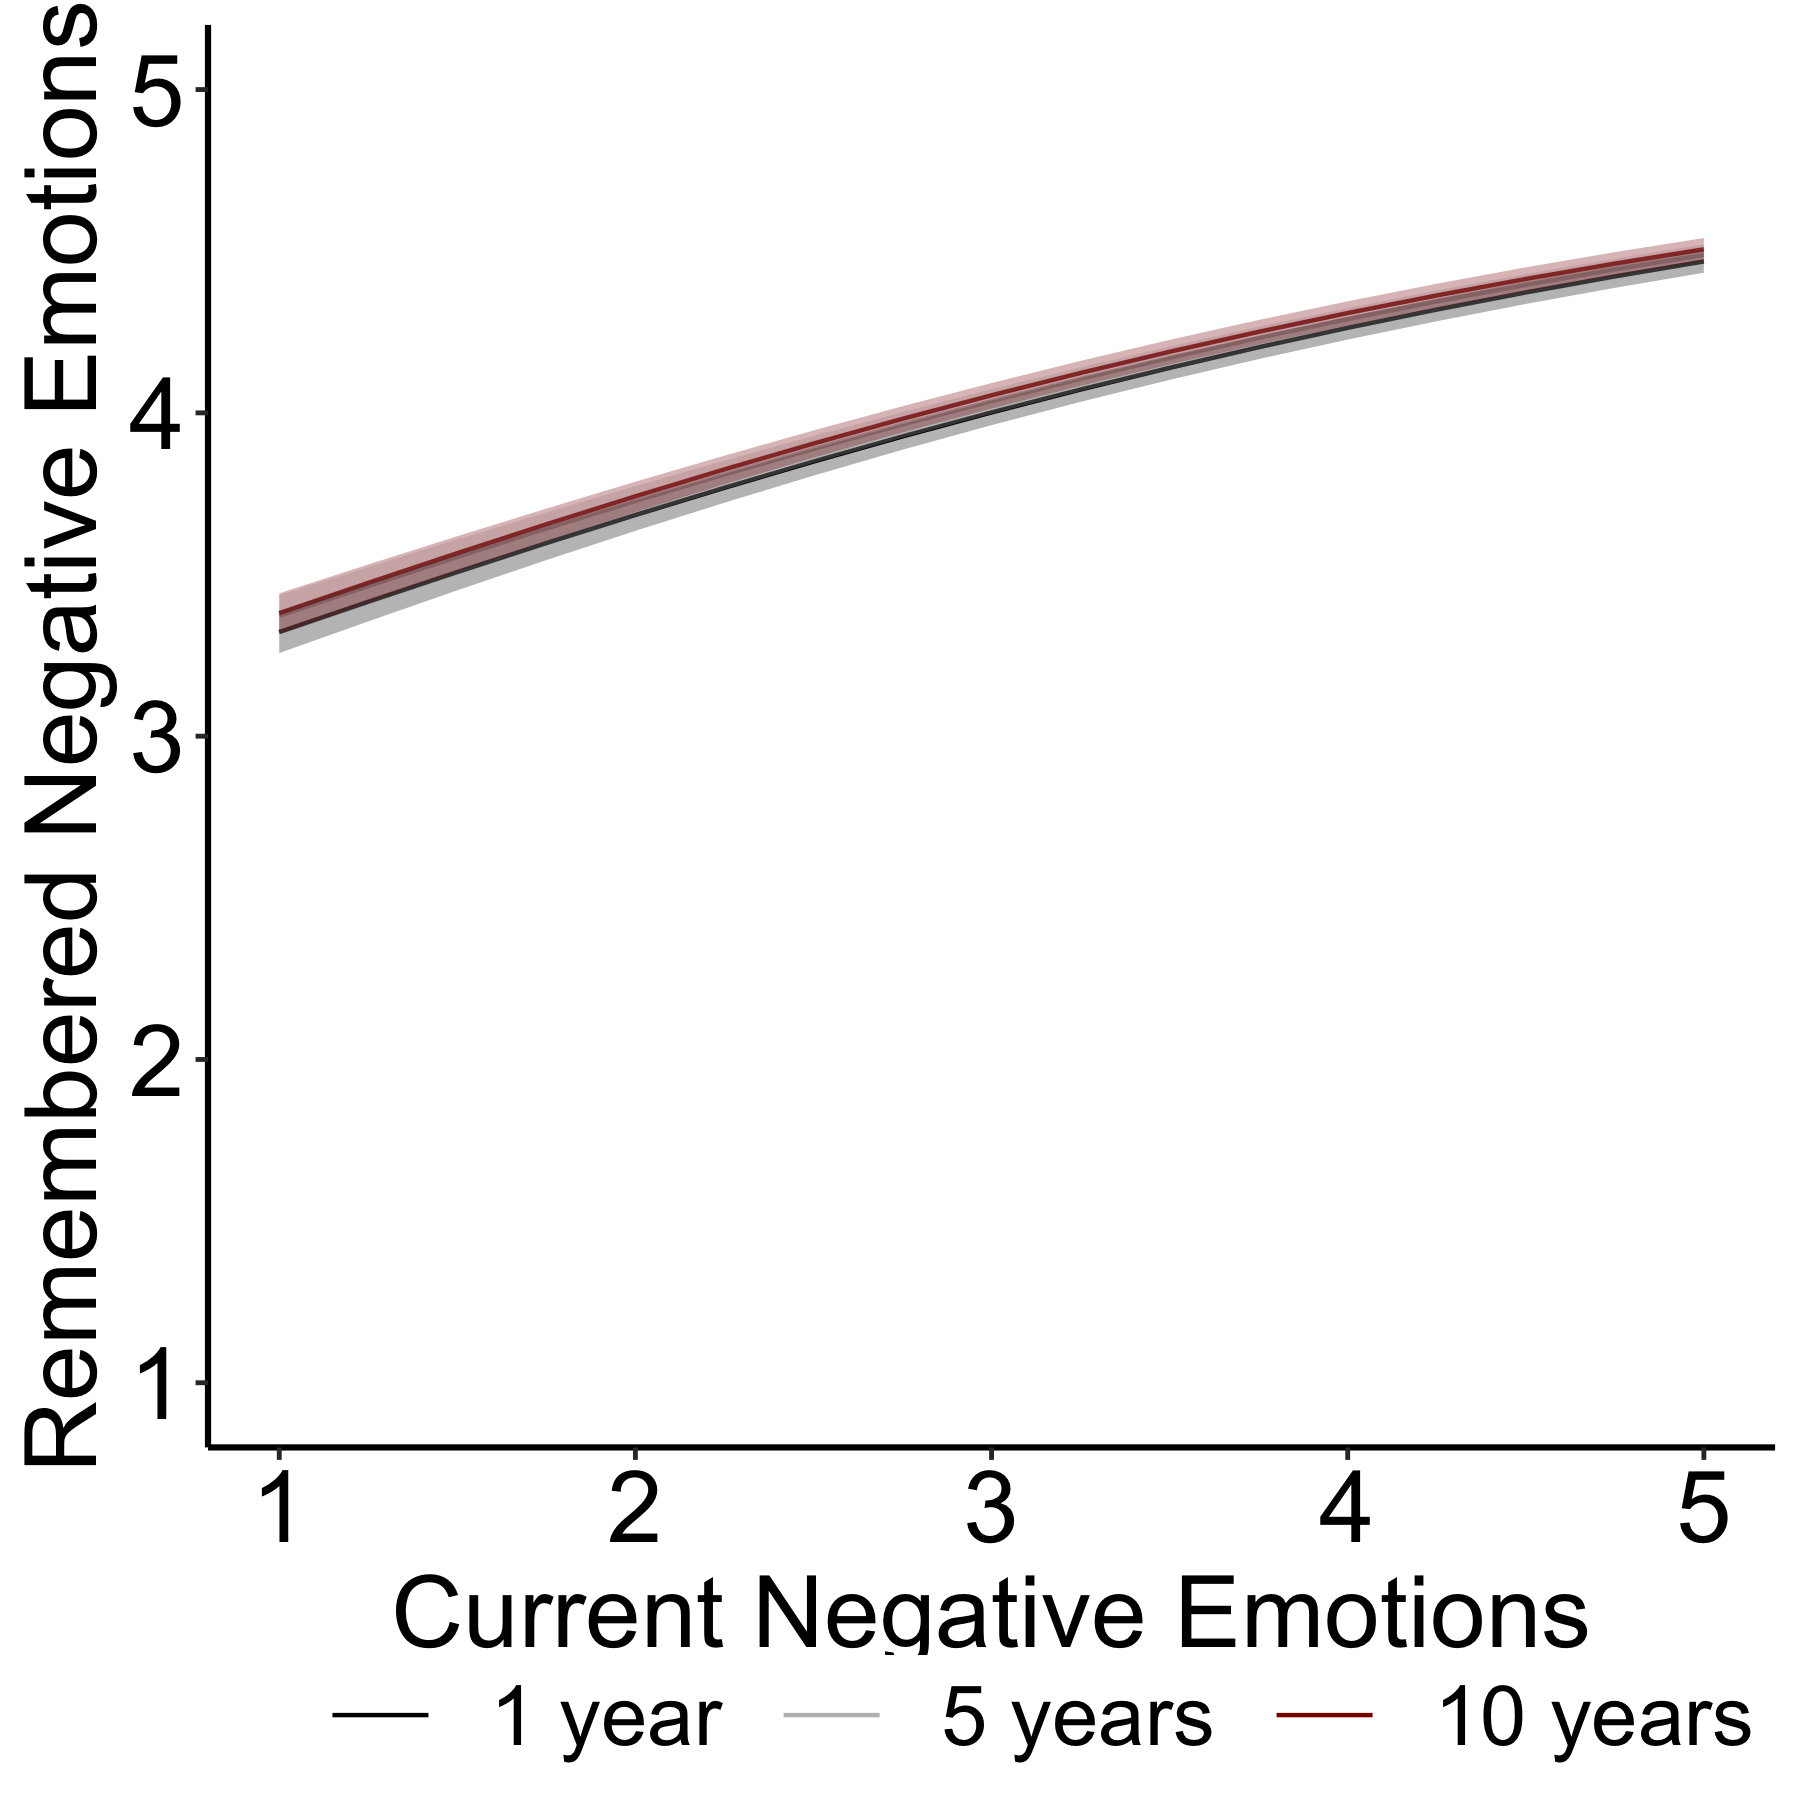 Remembered Negative Emotions
5
4
3
2
1
1 2 3 4 5
Current Negative Emotions
1 year 5 years 10 years